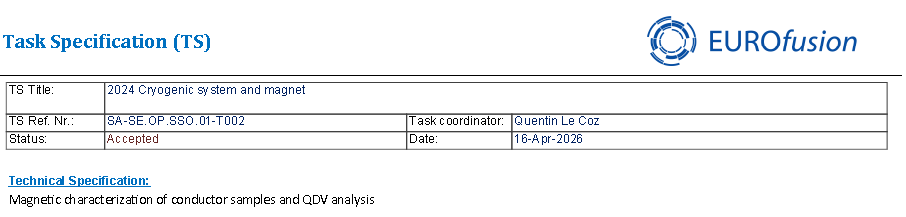 Task Specification (TS)
EUROfusion
TS Title: 2024 Cryogenic system and magnet
TS Ref. Nr.: SA-SE.OP.SSO.01-T002 Task coordinator: Quentin Le Coz
Status: Accepted Date: 16-Apr-2026
Technical Specification:
Magnetic characterization of conductor samples and QDV analysis